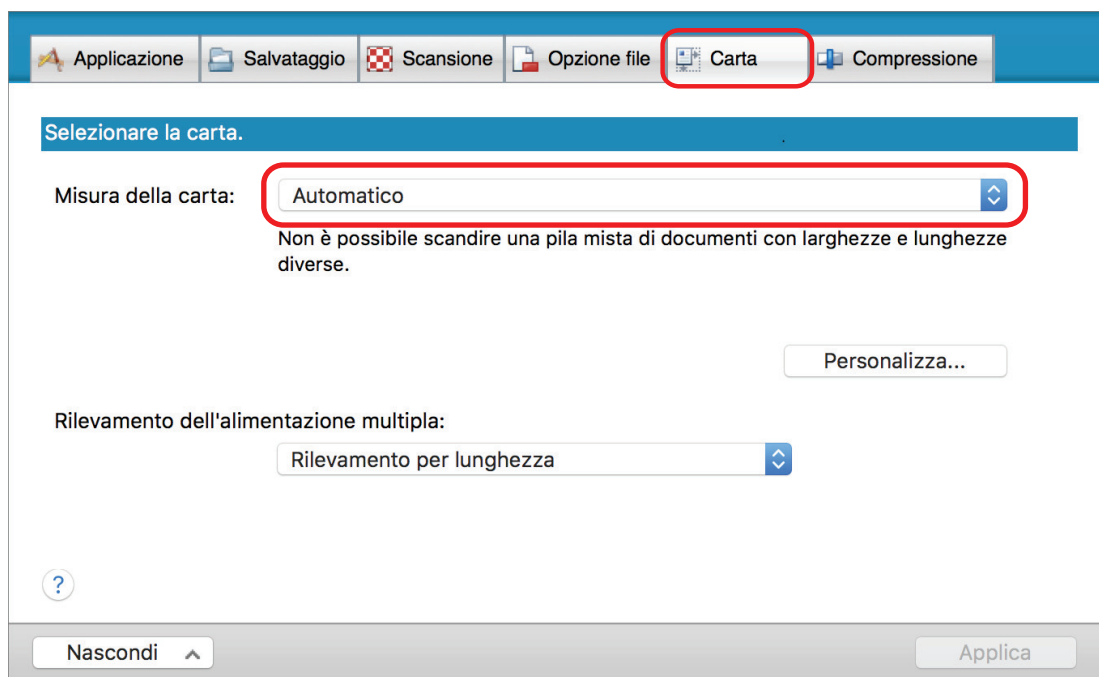 Applicazione Salvataggio Scansione Opzione file Carta Compressione
Selezionare la carta.
Misura della carta: Automatico
Non è possibile scandire una pila mista di documenti con larghezze e lunghezze
diverse.
Personalizza...
Rilevamento dell'alimentazione multipla:
Rilevamento per lunghezza
?
Nascondi Applica